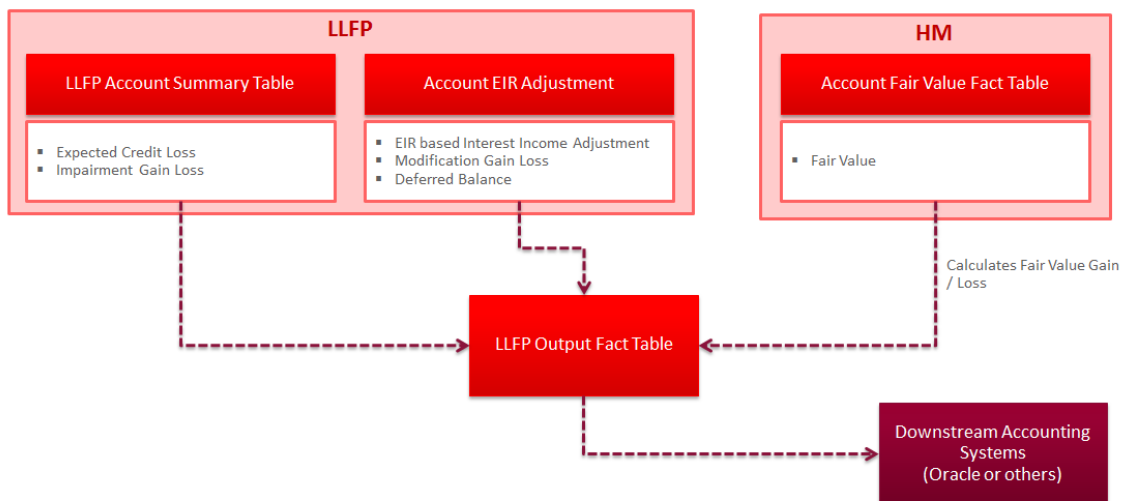 LLFP
LLFP Account Summary Table
▪ Expected Credit Loss
▪ Impairment Gain Loss
Account EIR Adjustment
▪ EIR based Interest Income Adjustment
▪ Modification Gain Loss
▪ Deferred Balance
HM
Account Fair Value Fact Table
▪ Fair Value
Calculates Fair Value Gain
/ Loss
LLFP Output Fact Table
Downstream Accounting
Systems
(Oracle or others)